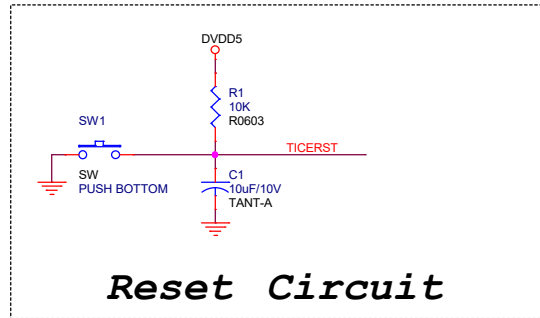 DVDD5
R1
10K
R0603
SW1
TICERST
SW
PUSH BOTTOM
C1
10uF/10V
TANT-A
Reset Circuit